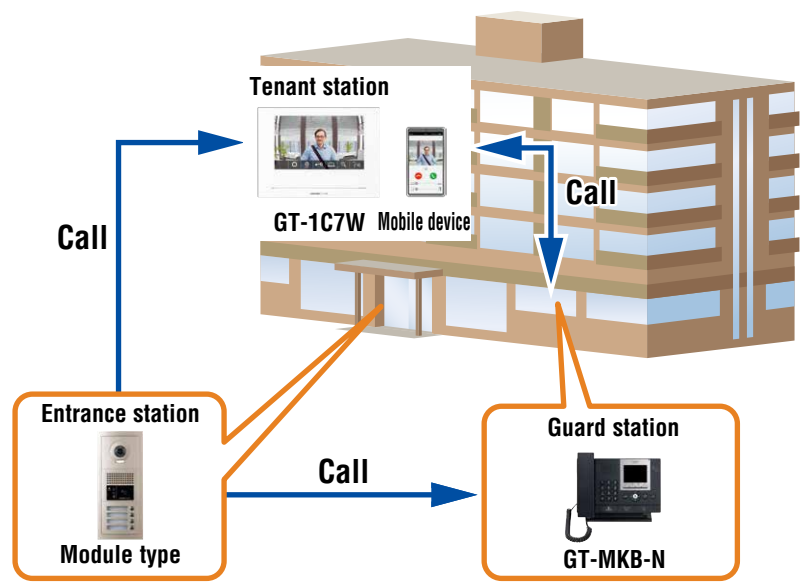 Tenant station
GT-1C7W
Mobile device
Call
Call
Entrance station
Module type
Call
Guard station
GT-MKB-N